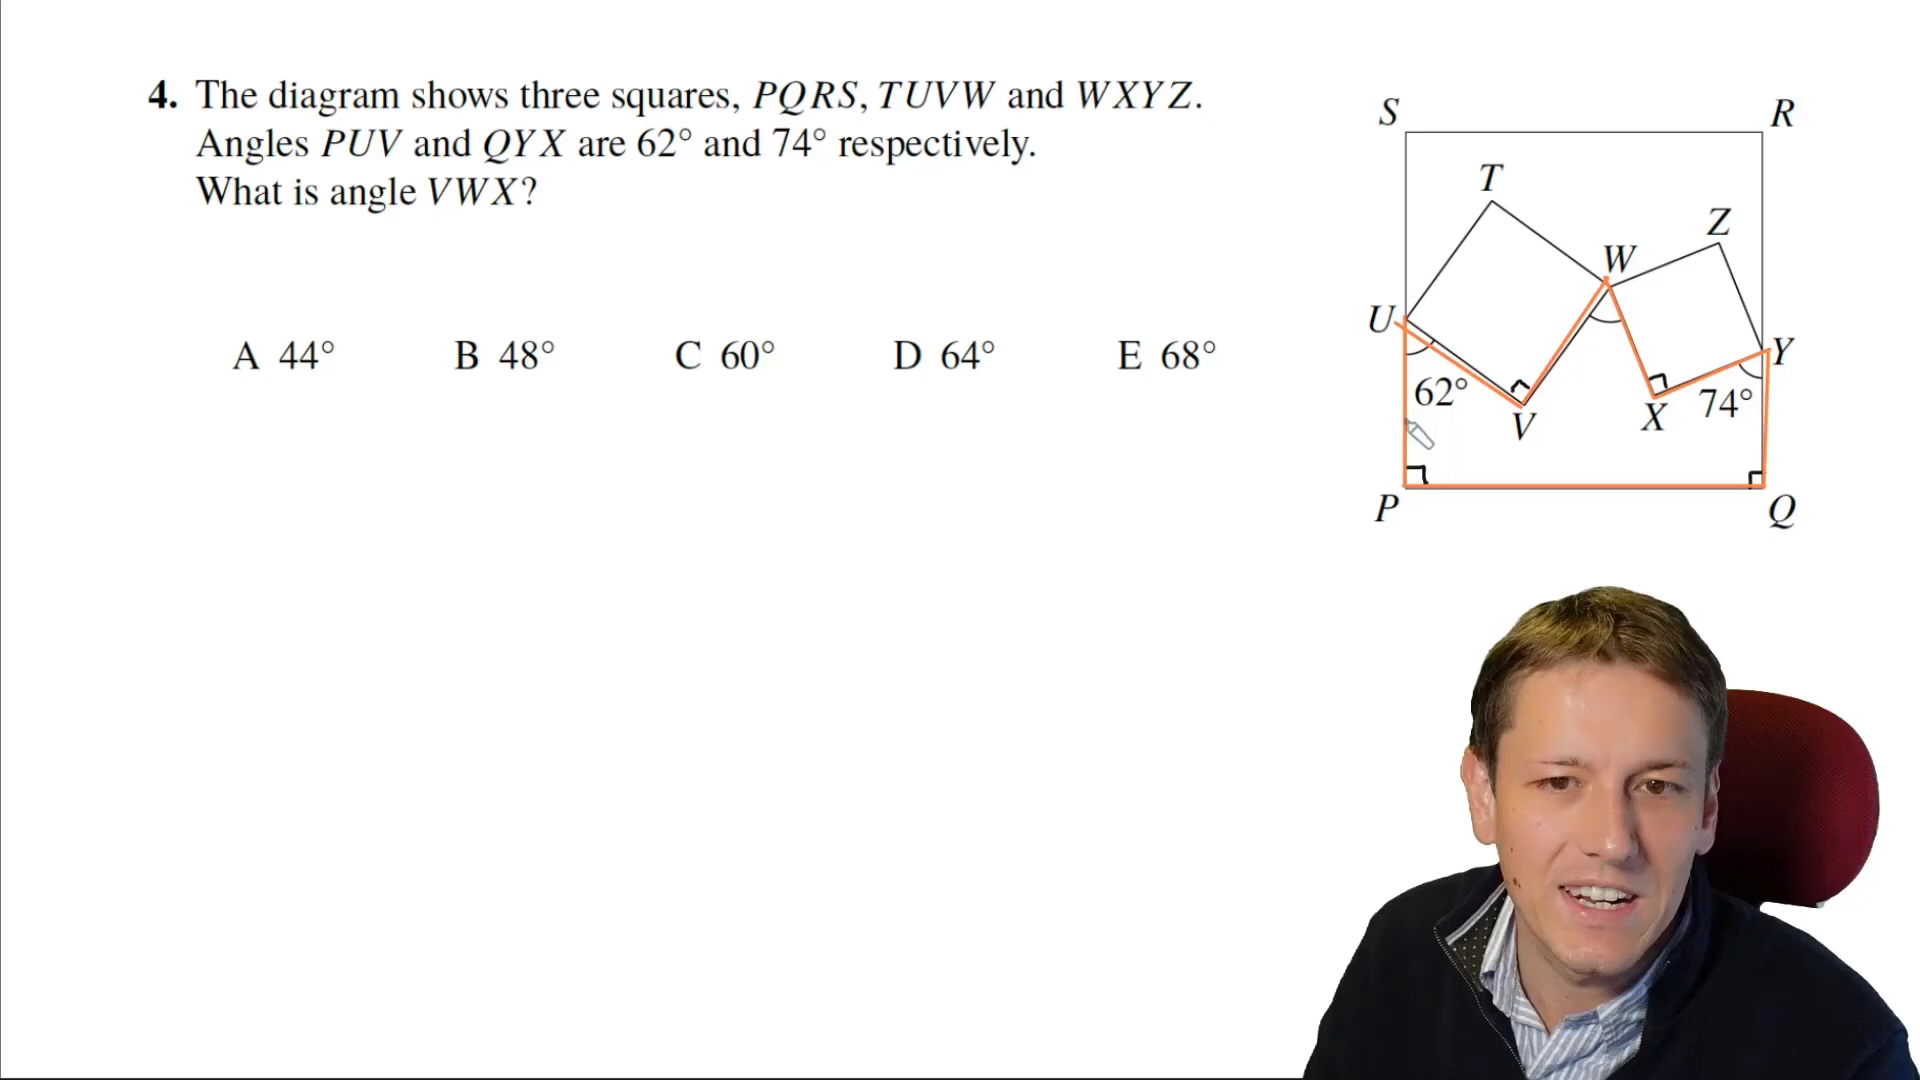 4. The diagram shows three squares, PQRS, TUVW and WXYZ.
Angles PUV and QYX are 62° and 74° respectively.
What is angle VWX?
A 44° B 48° C 60° D 64° E 68°
S R
T
Z
W
U
Y
62° 74°
V X
P Q